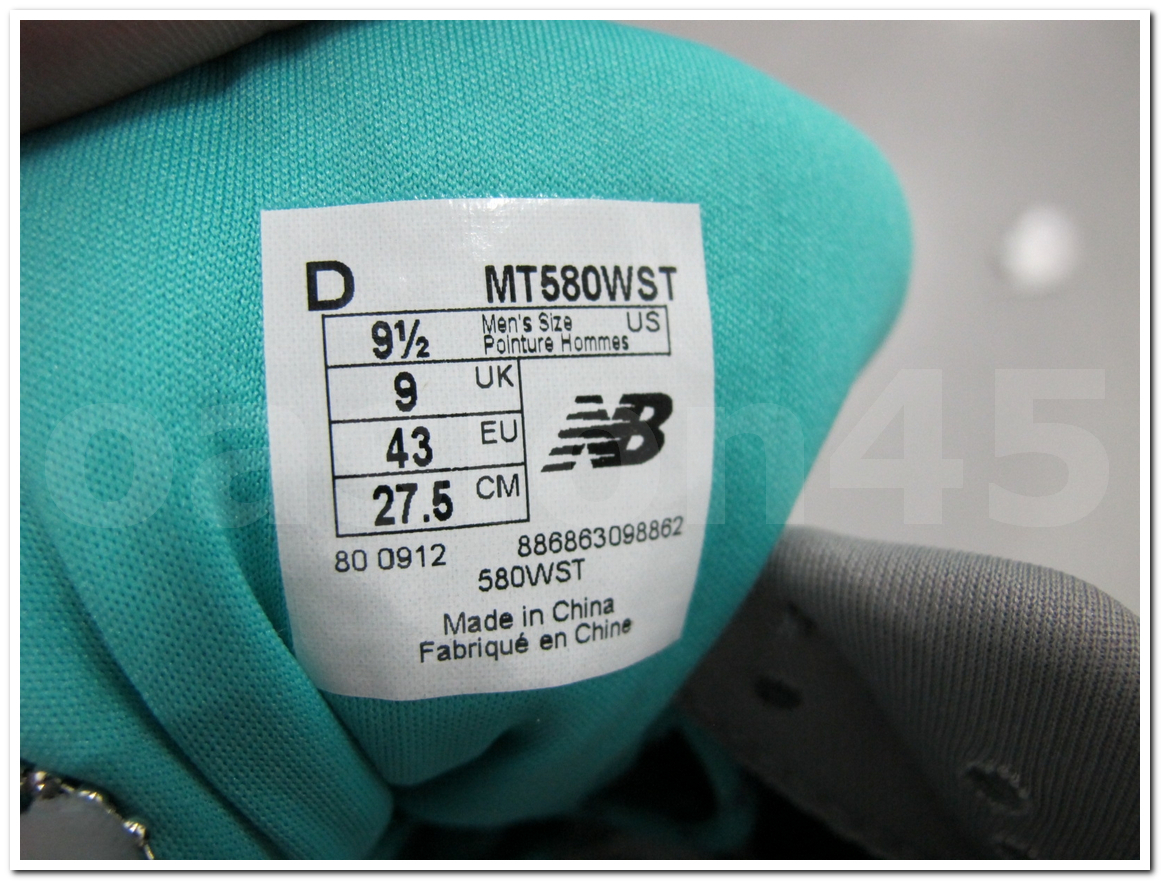 D MT580WST
9½ Men's Size US
Pointure Hommes
9 UK
43 EU
NB
27.5 CM
80 0912 886863098862
580WST
Made in China
Fabriqué en Chine